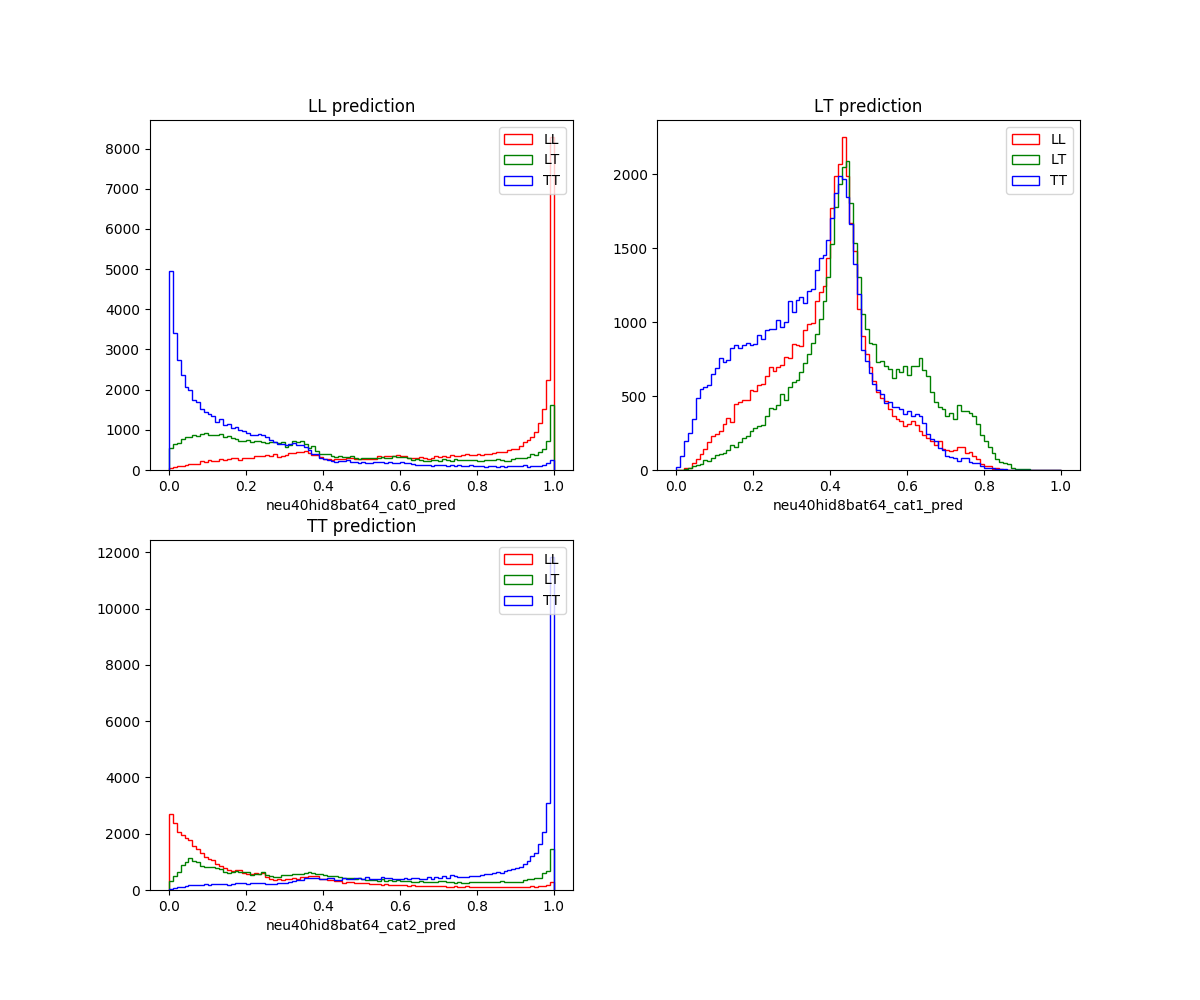 LL prediction
8000
7000
6000
5000
4000
3000
2000
1000
0
0.0 0.2 0.4 0.6 0.8 1.0
neu40hid8bat64_cat0_pred
LL
LT
TT
LT prediction
2000
1500
1000
500
0
0.0 0.2 0.4 0.6 0.8 1.0
neu40hid8bat64_cat1_pred
LL
LT
TT
TT prediction
12000
10000
8000
6000
4000
2000
0
0.0 0.2 0.4 0.6 0.8 1.0
neu40hid8bat64_cat2_pred
LL
LT
TT